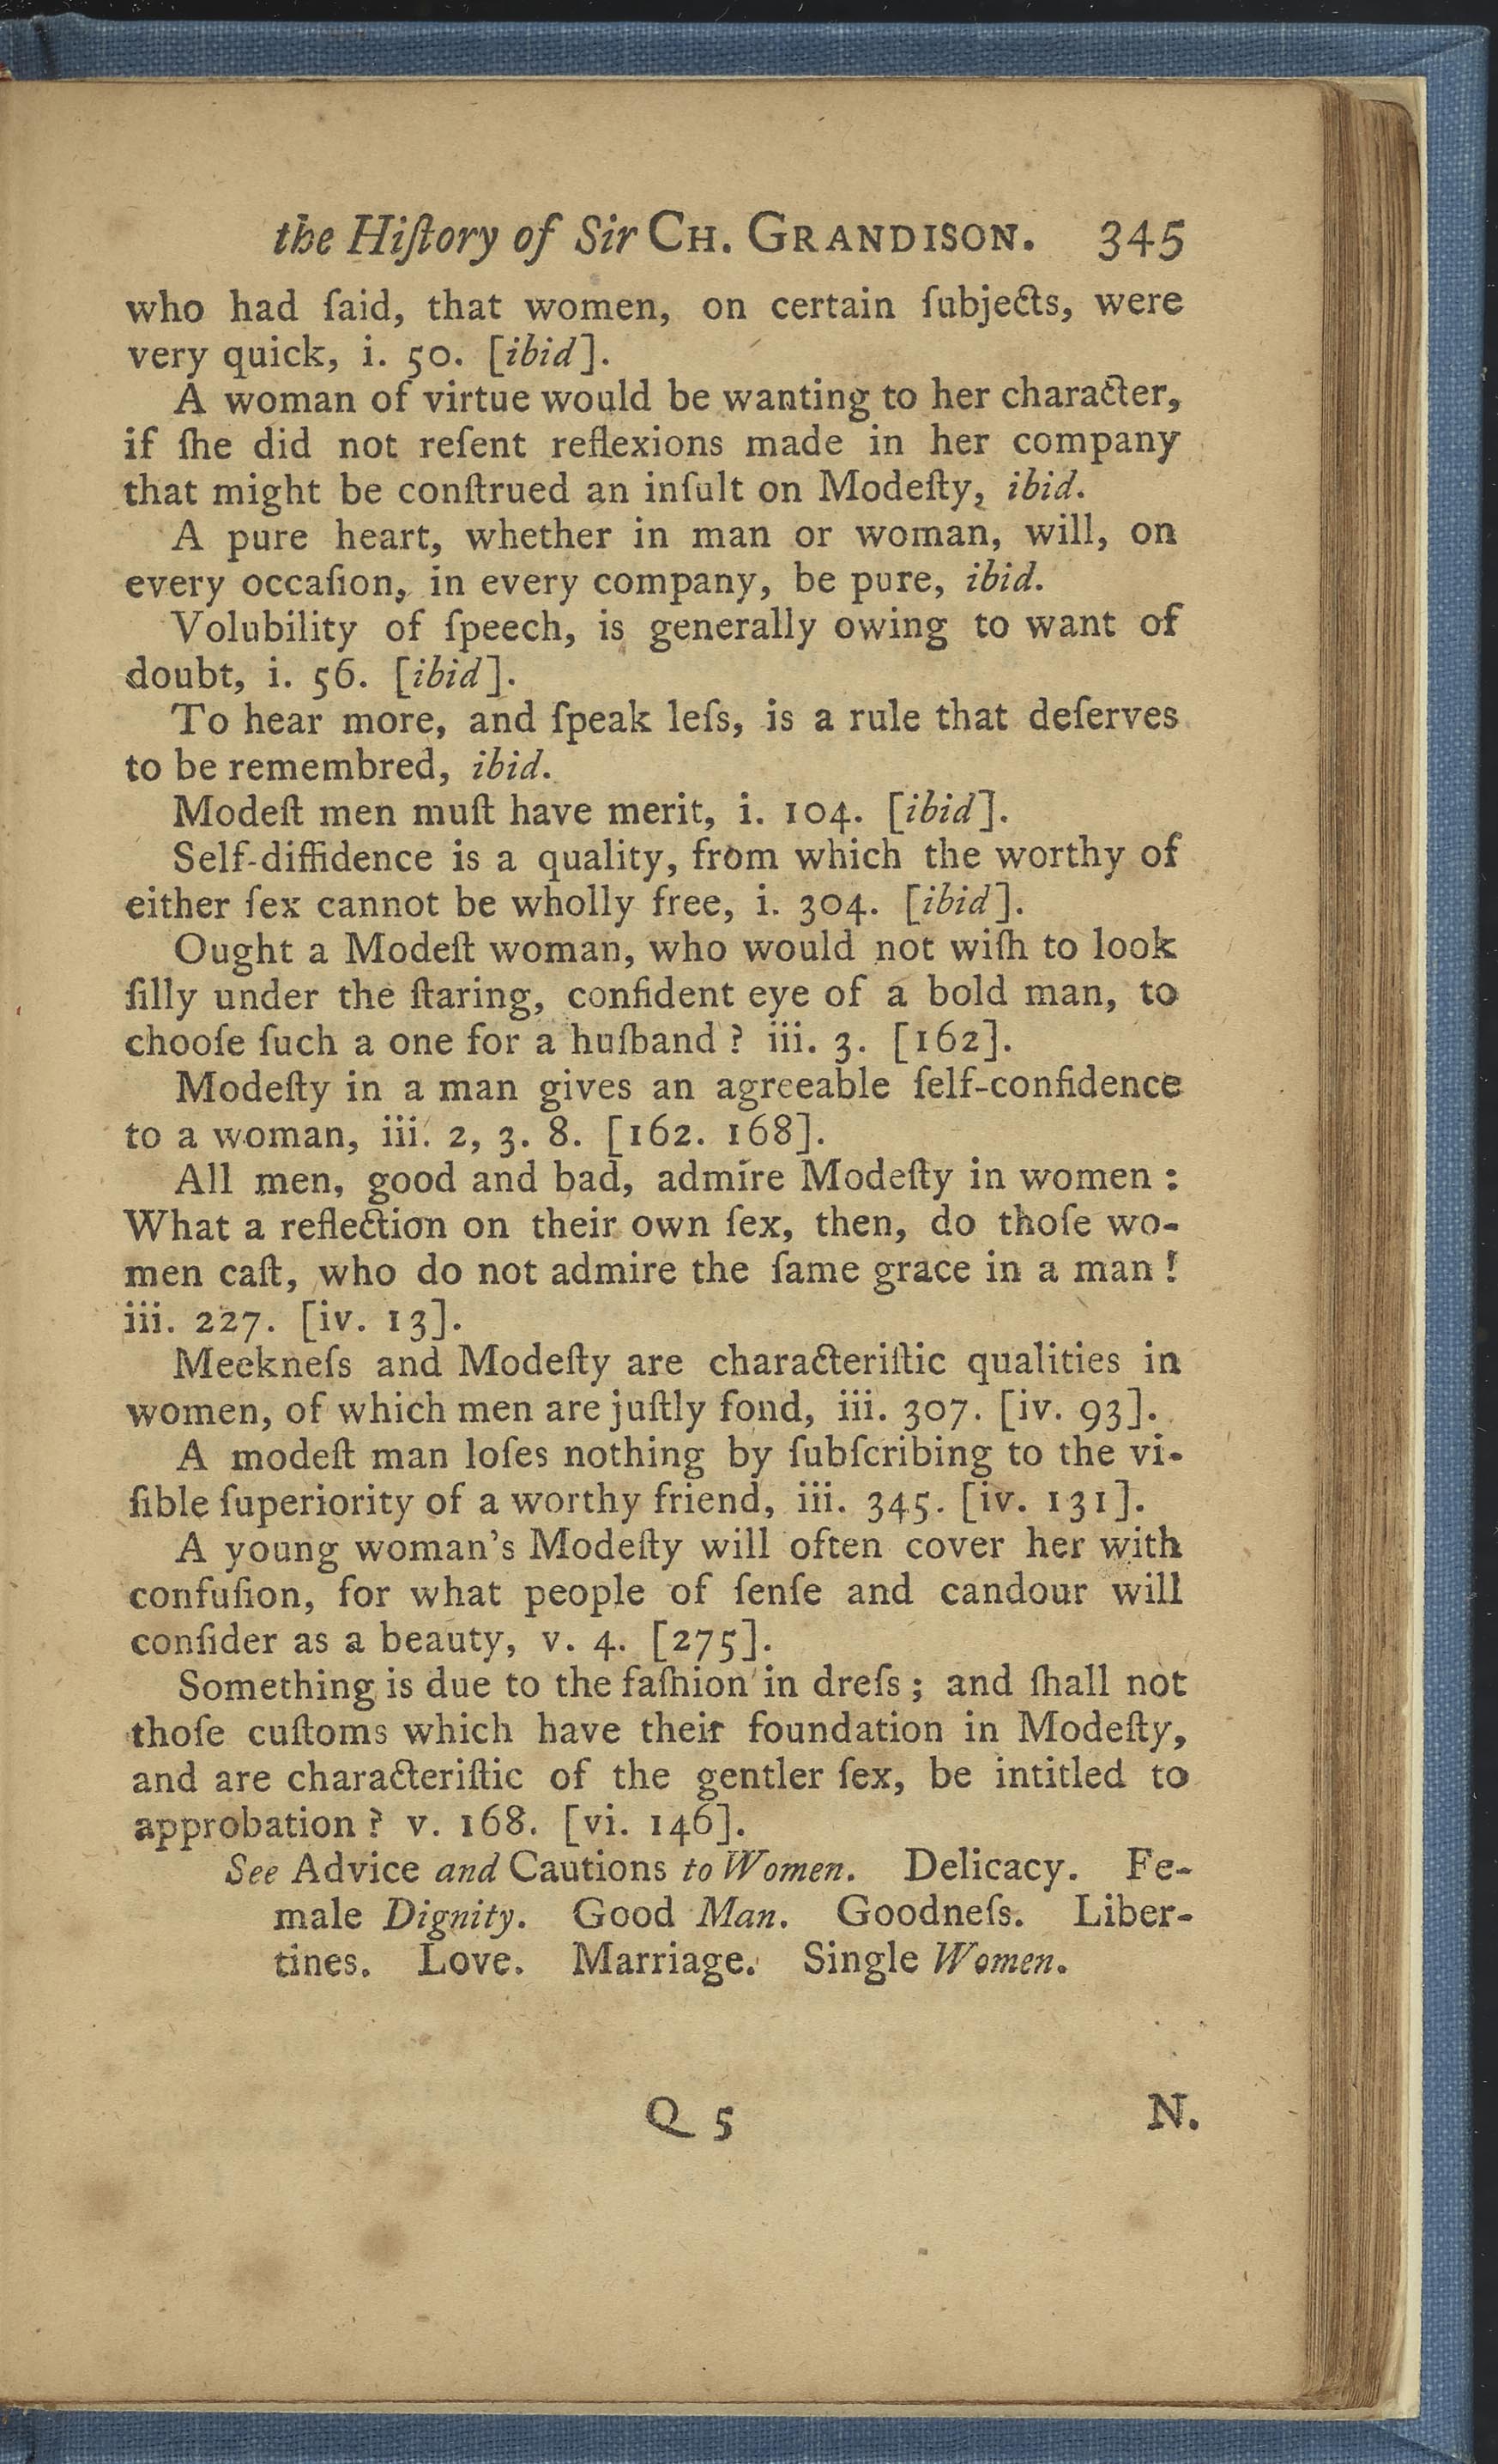 the Hiſtory of Sir CH. GRANDISON. 345
who had ſaid, that women, on certain ſubjects, were
very quick, i. 50. [ibid].
A woman of virtue would be wanting to her character,
if ſhe did not reſent reflexions made in her company
that might be conſtrued an inſult on Modeſty, ibid.
A pure heart, whether in man or woman, will, on
every occaſion, in every company, be pure, ibid.
Volubility of ſpeech, is generally owing to want of
doubt, i. 56. [ibid].
To hear more, and ſpeak leſs, is a rule that deſerves
to be remembred, ibid.
Modeſt men muſt have merit, i. 104. [ibid].
Self-diffidence is a quality, from which the worthy of
either ſex cannot be wholly free, i. 304. [ibid].
Ought a Modeſt woman, who would not wiſh to look
ſilly under the ſtaring, confident eye of a bold man, to
chooſe ſuch a one for a huſband ? iii. 3. [162].
Modeſty in a man gives an agreeable ſelf-confidence
to a woman, iii. 2, 3. 8. [162. 168].
All men, good and bad, admire Modeſty in women :
What a reflection on their own ſex, then, do thoſe wo-
men caſt, who do not admire the ſame grace in a man !
iii. 227. [iv. 13].
Meekneſs and Modeſty are characteriſtic qualities in
women, of which men are juſtly fond, iii. 307. [iv. 93].
A modeſt man loſes nothing by ſubſcribing to the vi-
ſible ſuperiority of a worthy friend, iii. 345. [iv. 131].
A young woman's Modeſty will often cover her with
confuſion, for what people of ſenſe and candour will
conſider as a beauty, v. 4. [275].
Something is due to the faſhion in dreſs ; and ſhall not
thoſe cuſtoms which have their foundation in Modeſty,
and are characteriſtic of the gentler ſex, be intitled to
approbation ? v. 168. [vi. 146].
See Advice and Cautions to Women. Delicacy. Fe-
male Dignity. Good Man. Goodneſs. Liber-
tines. Love. Marriage. Single Women.
Q 5 N.